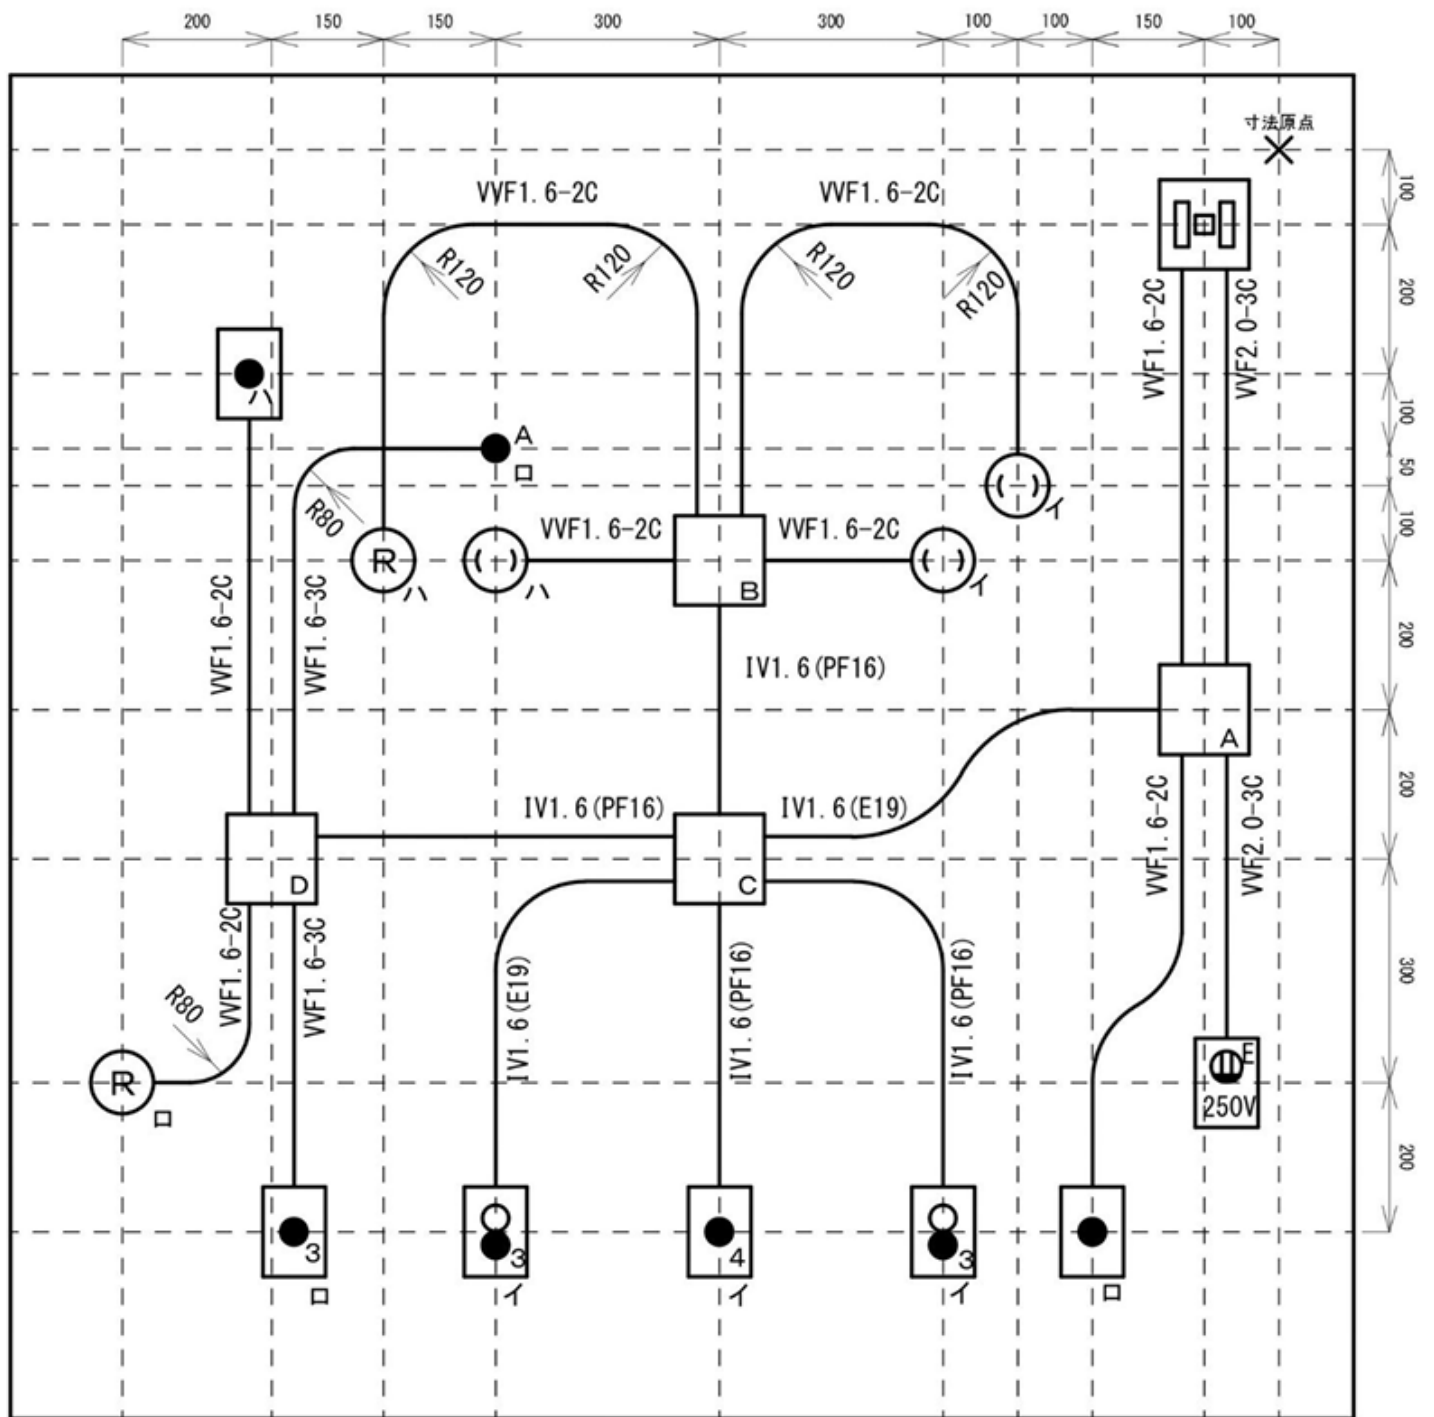 200 150 150 300 300 100 100 150 100
寸法原点
100
VVF1.6-2C VVF1.6-2C
R120 R120 R120 R120
VVF1.6-2C VVF2.0-3C
200
ハ
A
ロ
100
50
R80
イ
VVF1.6-2C VVF1.6-2C
100
R ハ
ハ
B
イ
VVF1.6-2C VVF1.6-3C
IV1.6(PF16)
200
A
IV1.6(PF16) IV1.6(E19)
200
VVF1.6-2C VVF2.0-3C
D C
VVF1.6-2C VVF1.6-3C
IV1.6(E19) IV1.6(PF16) IV1.6(PF16)
300
R80
E
250V
R
ロ
200
3 3 4 3
ロ イ イ イ ロ